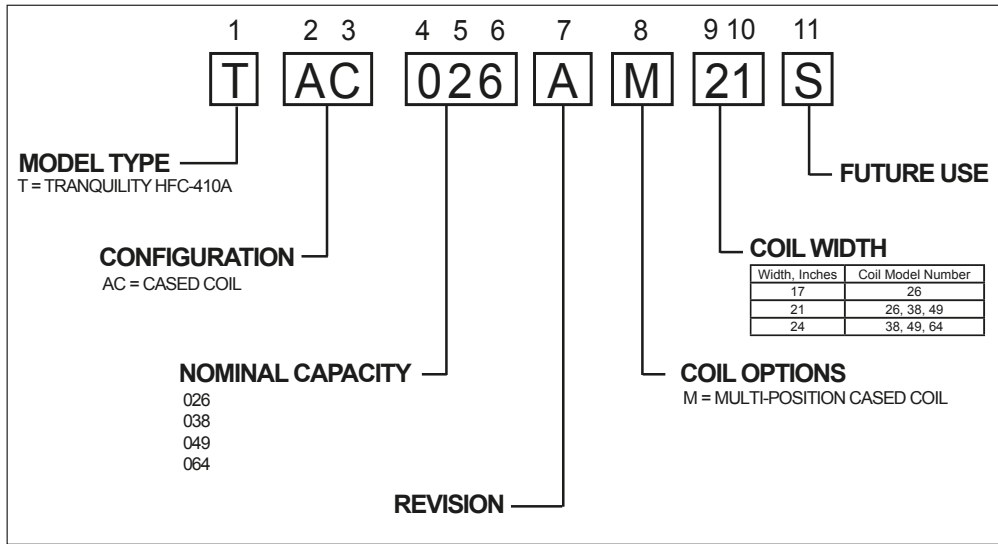 1 2 3 4 5 6 7 8 9 10 11
T AC 026 A M 21 S
MODEL TYPE
T = TRANQUILITY HFC-410A
FUTURE USE
CONFIGURATION
AC = CASED COIL
COIL WIDTH
Width, Inches Coil Model Number
17 26
21 26, 38, 49
24 38, 49, 64
NOMINAL CAPACITY
026
038
049
064
COIL OPTIONS
M = MULTI-POSITION CASED COIL
REVISION